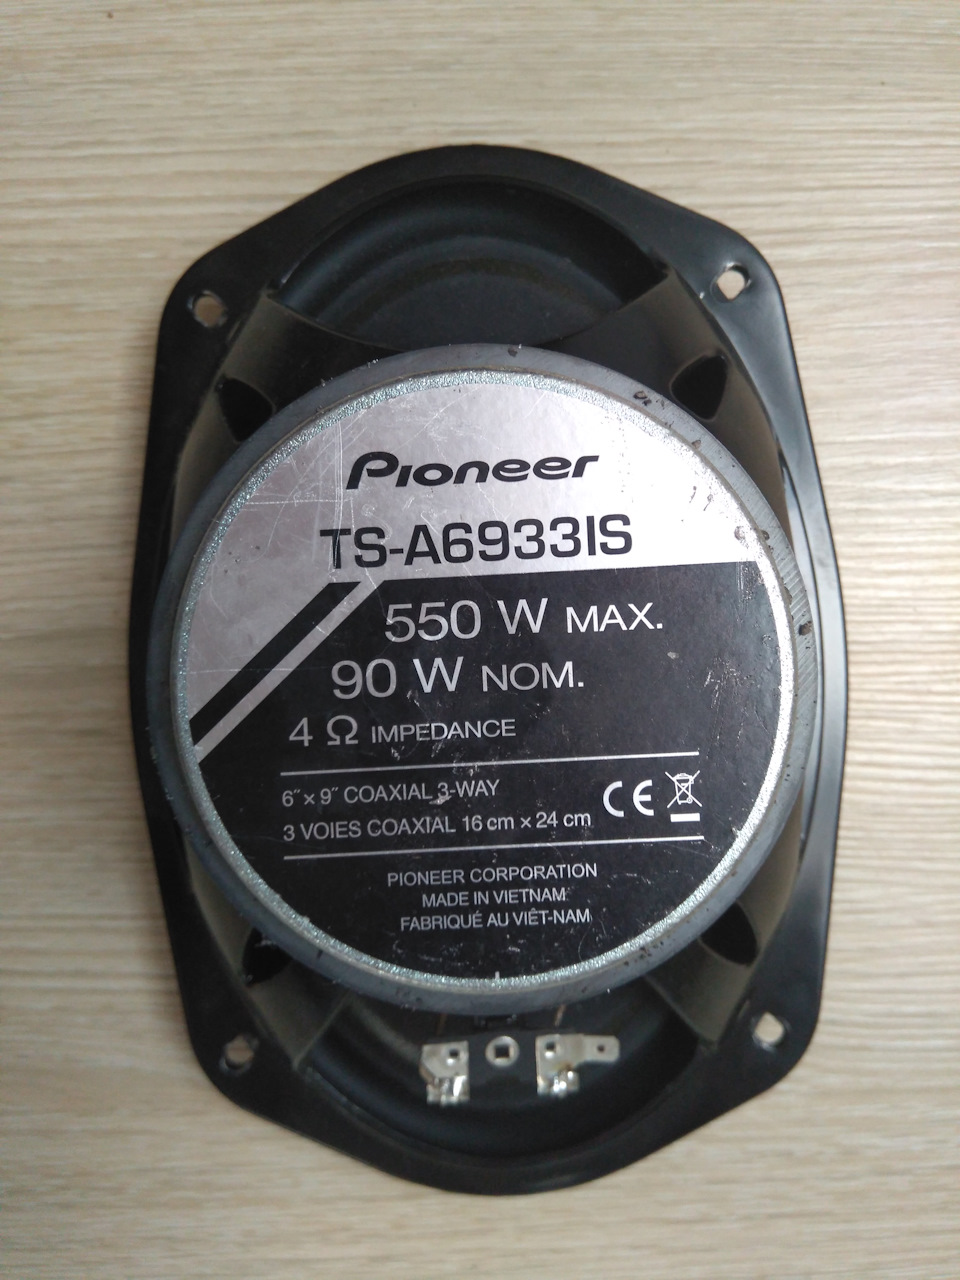 Pioneer
TS-A6933IS
550 W MAX.
90 W NOM.
4 Ω IMPEDANCE
6˝ × 9˝ COAXIAL 3-WAY
3 VOIES COAXIAL 16 cm × 24 cm
CE
PIONEER CORPORATION
MADE IN VIETNAM
FABRIQUÉ AU VIÊT-NAM